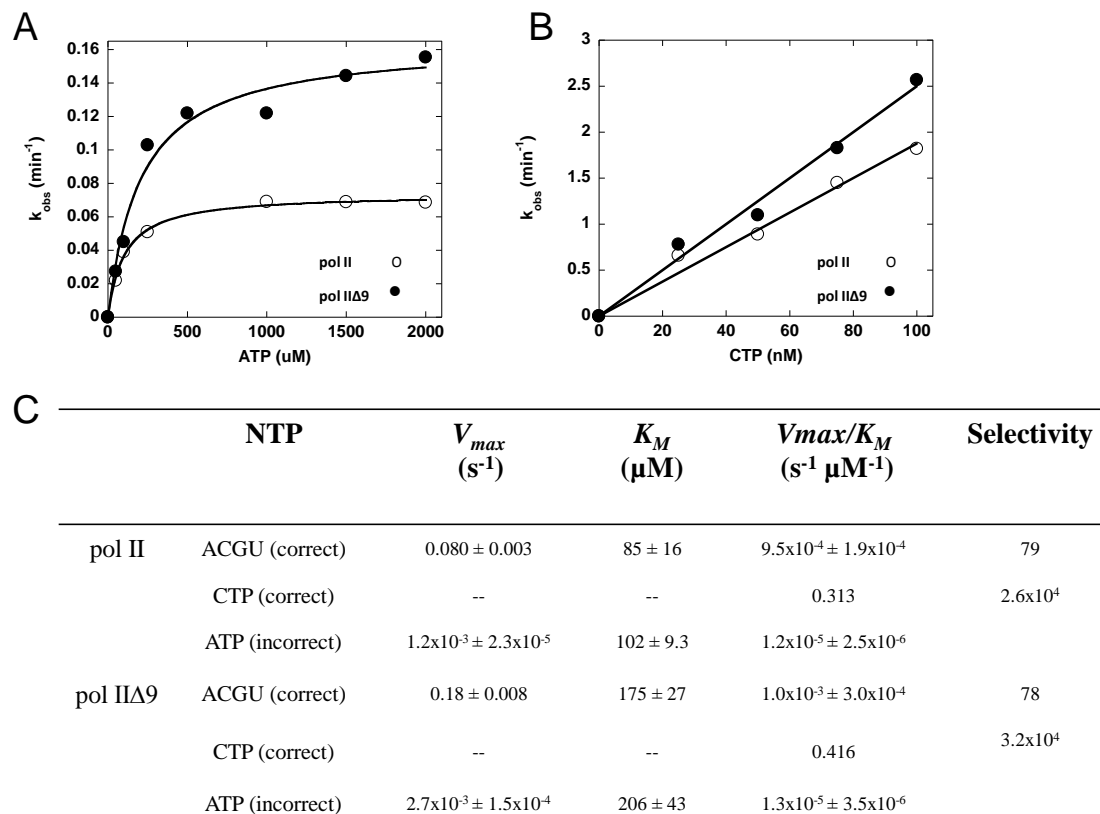 A
0.16
0.14
0.12
0.1
0.08
0.06
0.04
0.02
0
k_obs (min⁻¹)
pol II
pol IIΔ9
0 500 1000 1500 2000
ATP (uM)
B
3
2.5
2
1.5
1
0.5
0
k_obs (min⁻¹)
pol II
pol IIΔ9
0 20 40 60 80 100
CTP (nM)
C
NTP V_max K_M Vmax/K_M Selectivity
(s⁻¹) (µM) (s⁻¹ µM⁻¹)
pol II ACGU (correct) 0.080 ± 0.003 85 ± 16 9.5x10⁻⁴ ± 1.9x10⁻⁴ 79
CTP (correct) -- -- 0.313 2.6x10⁴
ATP (incorrect) 1.2x10⁻³ ± 2.3x10⁻⁵ 102 ± 9.3 1.2x10⁻⁵ ± 2.5x10⁻⁶
pol IIΔ9 ACGU (correct) 0.18 ± 0.008 175 ± 27 1.0x10⁻³ ± 3.0x10⁻⁴ 78
CTP (correct) -- -- 0.416 3.2x10⁴
ATP (incorrect) 2.7x10⁻³ ± 1.5x10⁻⁴ 206 ± 43 1.3x10⁻⁵ ± 3.5x10⁻⁶